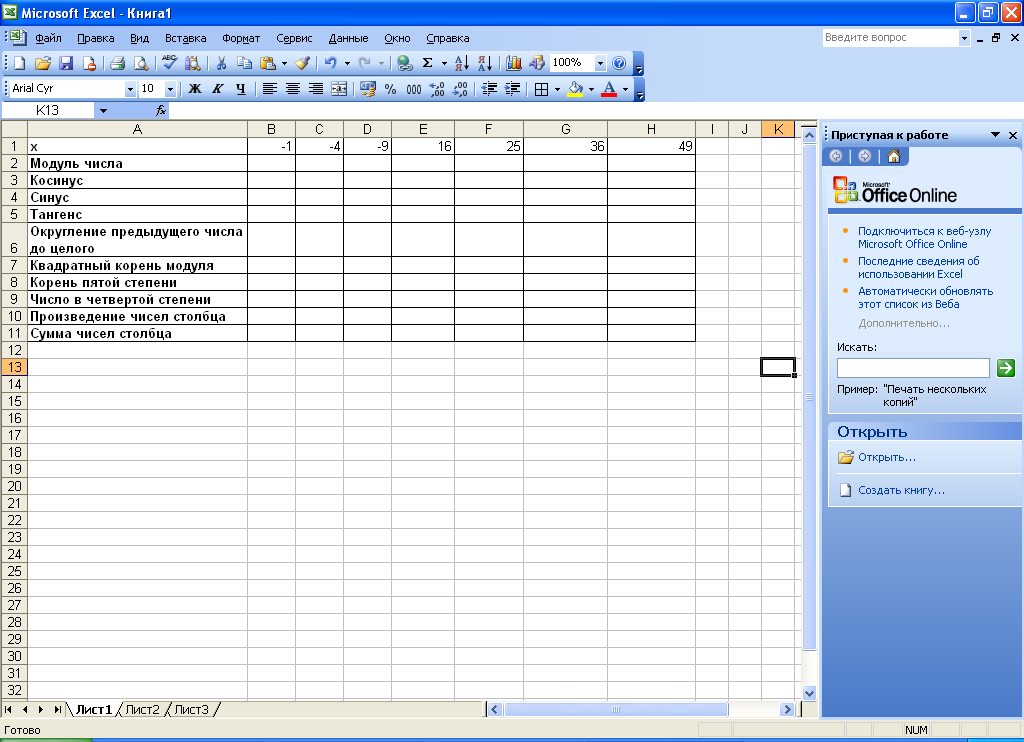 Microsoft Excel - Книга1
Файл Правка Вид Вставка Формат Сервис Данные Окно Справка
Введите вопрос
100%
Arial Cyr 10 Ж К Ч % 000
K13 fx
A B C D E F G H I J K
1 x -1 -4 -9 16 25 36 49
2 Модуль числа
3 Косинус
4 Синус
5 Тангенс
Округление предыдущего числа
6 до целого
7 Квадратный корень модуля
8 Корень пятой степени
9 Число в четвертой степени
10 Произведение чисел столбца
11 Сумма чисел столбца
12
13
14
15
16
17
18
19
20
21
22
23
24
25
26
27
28
29
30
31
32
Приступая к работе
Microsoft
Office Online
Подключиться к веб-узлу
Microsoft Office Online
Последние сведения об
использовании Excel
Автоматически обновлять
этот список из Веба
Дополнительно...
Искать:
Пример: "Печать нескольких
копий"
Открыть
Открыть...
Создать книгу...
Лист1 Лист2 Лист3
Готово
NUM